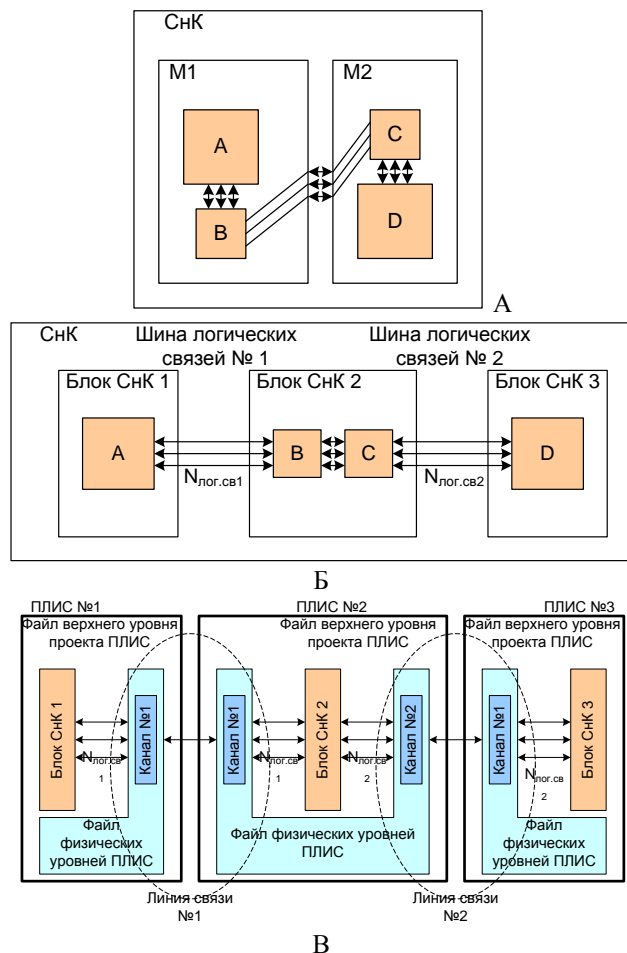 СнК
M1
M2
A
B
C
D
А
СнК
Шина логических
связей № 1
Шина логических
связей № 2
Блок СнК 1
Блок СнК 2
Блок СнК 3
A
B
C
D
Nлог.св1
Nлог.св2
Б
ПЛИС №1
Файл верхнего уровня
проекта ПЛИС
ПЛИС №2
Файл верхнего уровня
проекта ПЛИС
ПЛИС №3
Файл верхнего уровня
проекта ПЛИС
Блок СнК 1
Nлог.св
1
Канал №1
Канал №1
Nлог.св
1
Блок СнК 2
Nлог.св
2
Канал №2
Канал №1
Nлог.св
2
Блок СнК 3
Файл
физических
уровней ПЛИС
Файл физических уровней
ПЛИС
Файл
физических
уровней ПЛИС
Линия связи
№1
Линия связи
№2
В